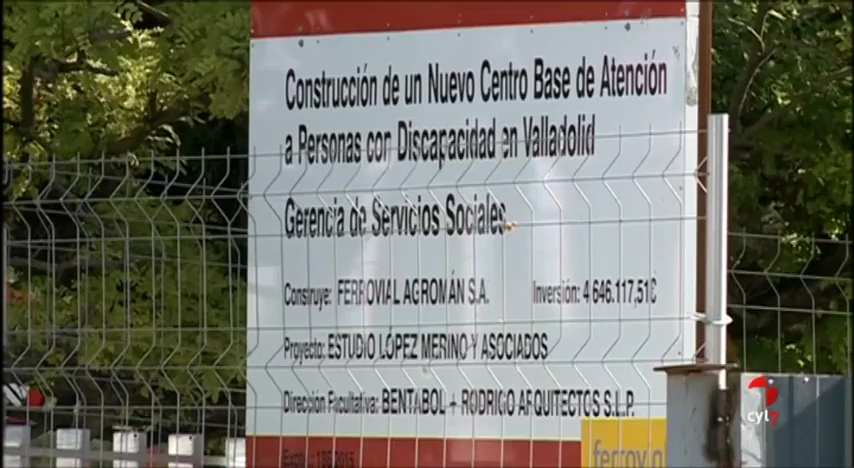 Construcción de un Nuevo Centro Base de Atención
a Personas con Discapacidad en Valladolid
Gerencia de Servicios Sociales
Construye: FERROVIAL AGROMÁN S.A. Inversión: 4.646.117,51€
Proyecto: ESTUDIO LÓPEZ MERINO Y ASOCIADOS
Dirección Facultativa: BENTABOL + RODRIGO ARQUITECTOS S.L.P.
cyl7